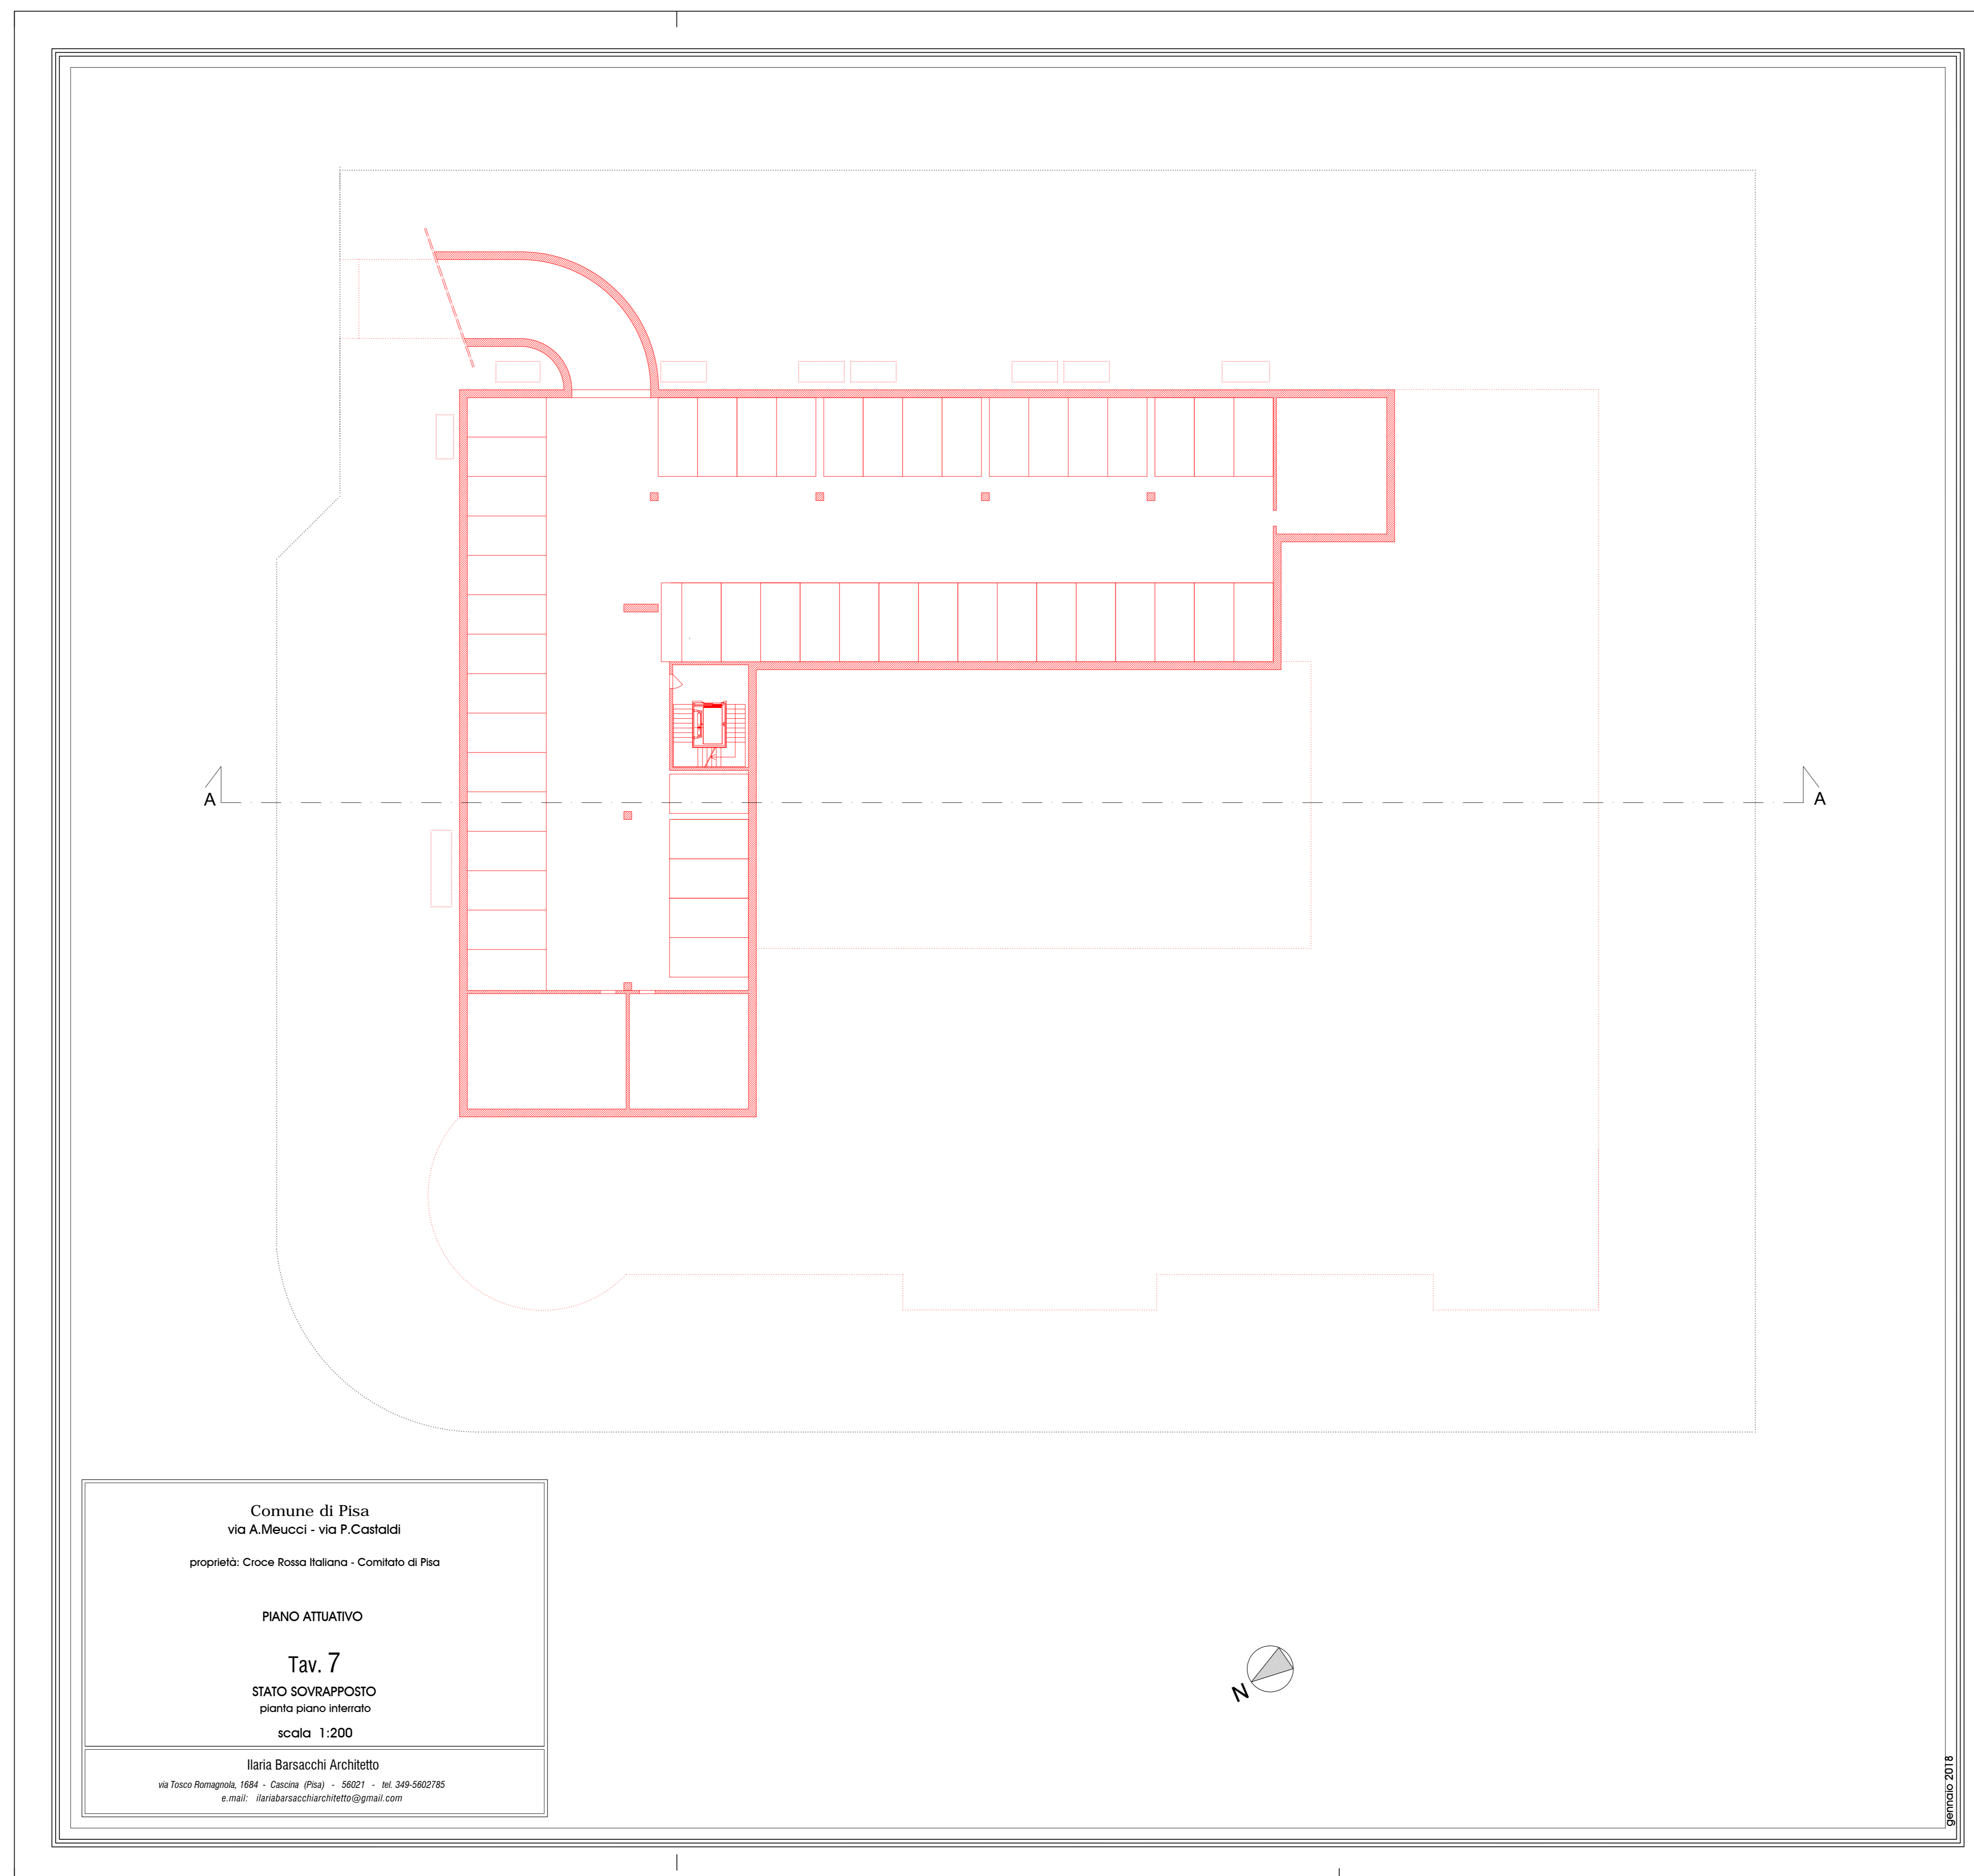 A
A
Comune di Pisa
via A.Meucci - via P.Castaldi
proprietà: Croce Rossa Italiana - Comitato di Pisa
PIANO ATTUATIVO
Tav. 7
STATO SOVRAPPOSTO
pianta piano interrato
scala 1:200
Ilaria Barsacchi Architetto
via Tosco Romagnola, 1684 - Cascina (Pisa) - 56021 - tel. 349-5602785
e.mail: ilariabarsacchiarchitetto@gmail.com
N
gennaio 2018